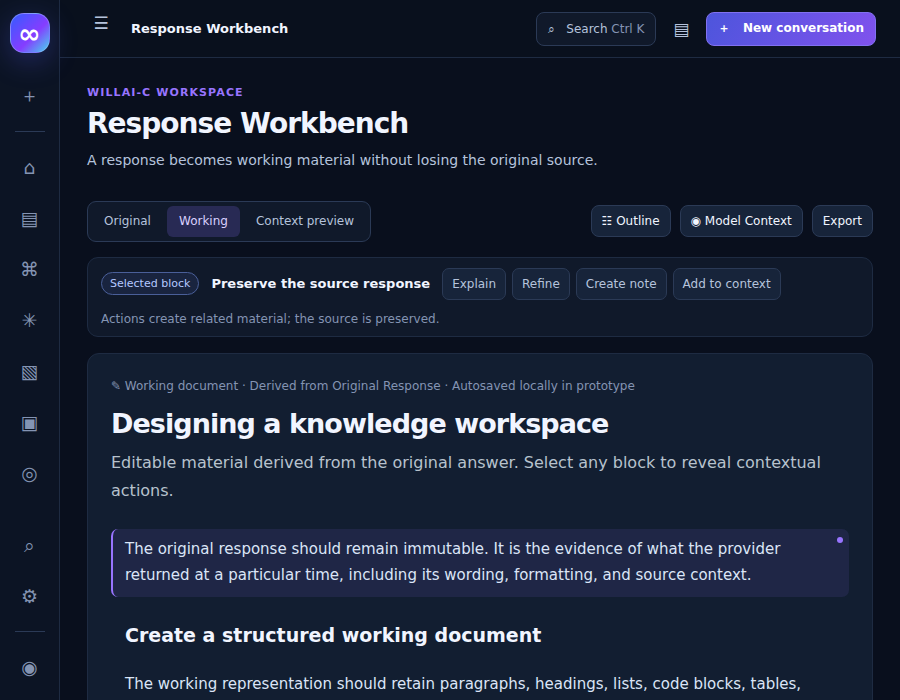 Response Workbench
Search Ctrl K
+ New conversation
WILLAI-C WORKSPACE
Response Workbench
A response becomes working material without losing the original source.
Original
Working
Context preview
Outline
Model Context
Export
Selected block
Preserve the source response
Explain
Refine
Create note
Add to context
Actions create related material; the source is preserved.
✎ Working document · Derived from Original Response · Autosaved locally in prototype
Designing a knowledge workspace
Editable material derived from the original answer. Select any block to reveal contextual
actions.
The original response should remain immutable. It is the evidence of what the provider
returned at a particular time, including its wording, formatting, and source context.
Create a structured working document
The working representation should retain paragraphs, headings, lists, code blocks, tables,